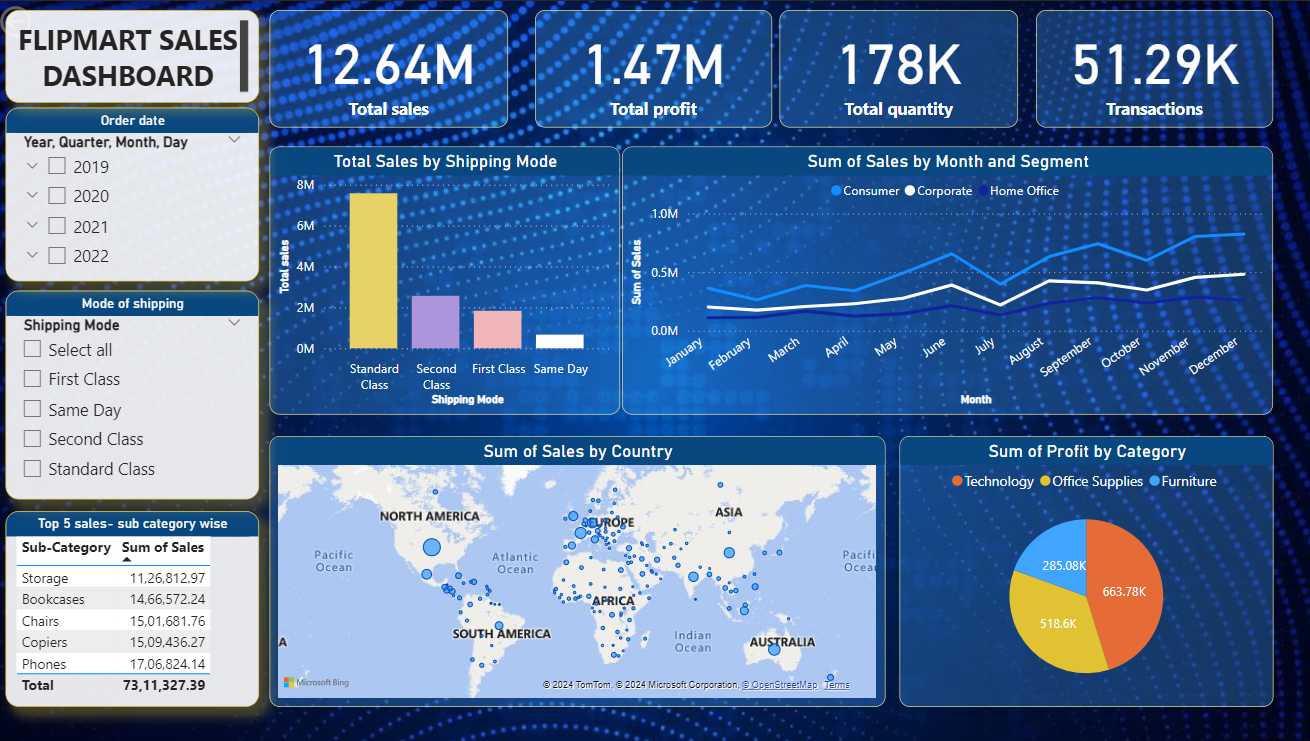 FLIPMART SALES
DASHBOARD
12.64M
Total sales
1.47M
Total profit
178K
Total quantity
51.29K
Transactions
Order date
Year, Quarter, Month, Day
2019
2020
2021
2022
Mode of shipping
Shipping Mode
Select all
First Class
Same Day
Second Class
Standard Class
Top 5 sales- sub category wise
Sub-Category Sum of Sales
Storage 11,26,812.97
Bookcases 14,66,572.24
Chairs 15,01,681.76
Copiers 15,09,436.27
Phones 17,06,824.14
Total 73,11,327.39
Total Sales by Shipping Mode
Total sales
8M
6M
4M
2M
0M
Standard Class
Second Class
First Class
Same Day
Shipping Mode
Sum of Sales by Month and Segment
Consumer Corporate Home Office
Sum of Sales
1.0M
0.5M
0.0M
January February March April May June July August September October November December
Month
Sum of Sales by Country
NORTH AMERICA
EUROPE
ASIA
Pacific
Ocean
Atlantic
Ocean
Pacifi
Ocea
AFRICA
SOUTH AMERICA
Indian
Ocean
AUSTRALIA
A
Microsoft Bing
© 2024 TomTom, © 2024 Microsoft Corporation, © OpenStreetMap Terms
Sum of Profit by Category
Technology Office Supplies Furniture
285.08K
663.78K
518.6K